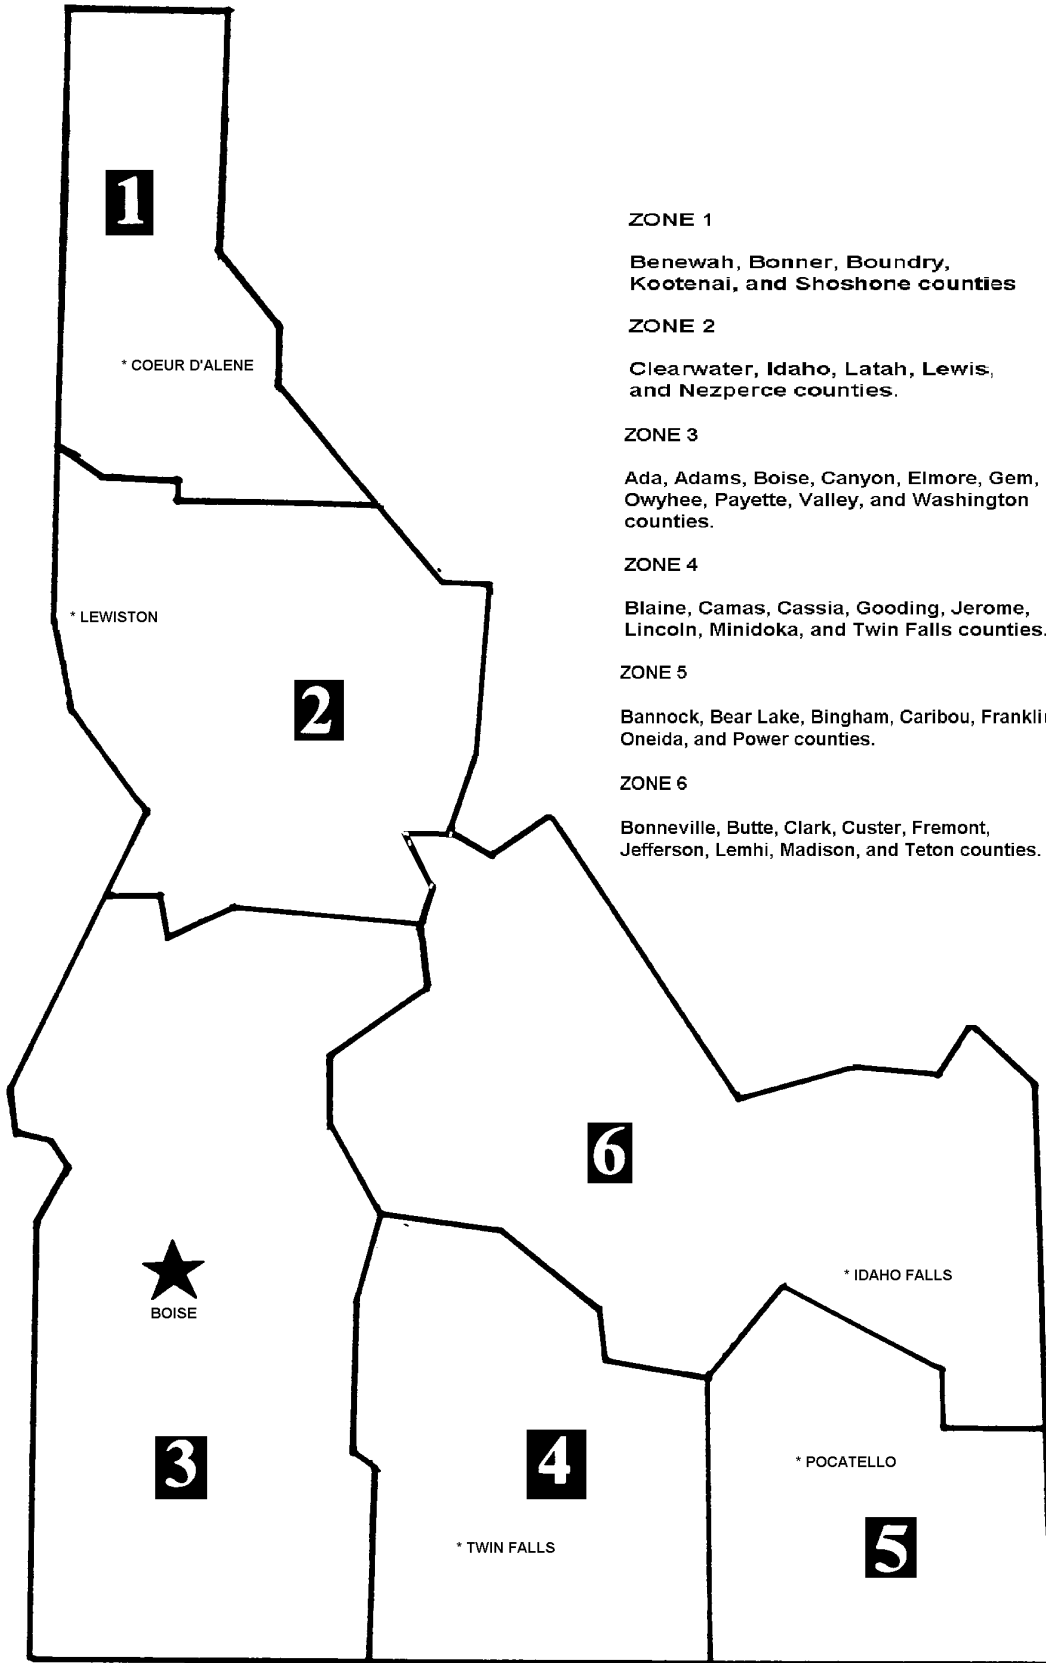 1
ZONE 1
Benewah, Bonner, Boundry,
Kootenai, and Shoshone counties
ZONE 2
* COEUR D'ALENE
Clearwater, Idaho, Latah, Lewis,
and Nezperce counties.
ZONE 3
Ada, Adams, Boise, Canyon, Elmore, Gem,
Owyhee, Payette, Valley, and Washington
counties.
ZONE 4
* LEWISTON
Blaine, Camas, Cassia, Gooding, Jerome,
Lincoln, Minidoka, and Twin Falls counties.
ZONE 5
2
Bannock, Bear Lake, Bingham, Caribou,
Oneida, and Power counties.
ZONE 6
Bonneville, Butte, Clark, Custer, Fremont,
Jefferson, Lemhi, Madison, and Teton counties.
6
* IDAHO FALLS
BOISE
3
4
* POCATELLO
* TWIN FALLS
5